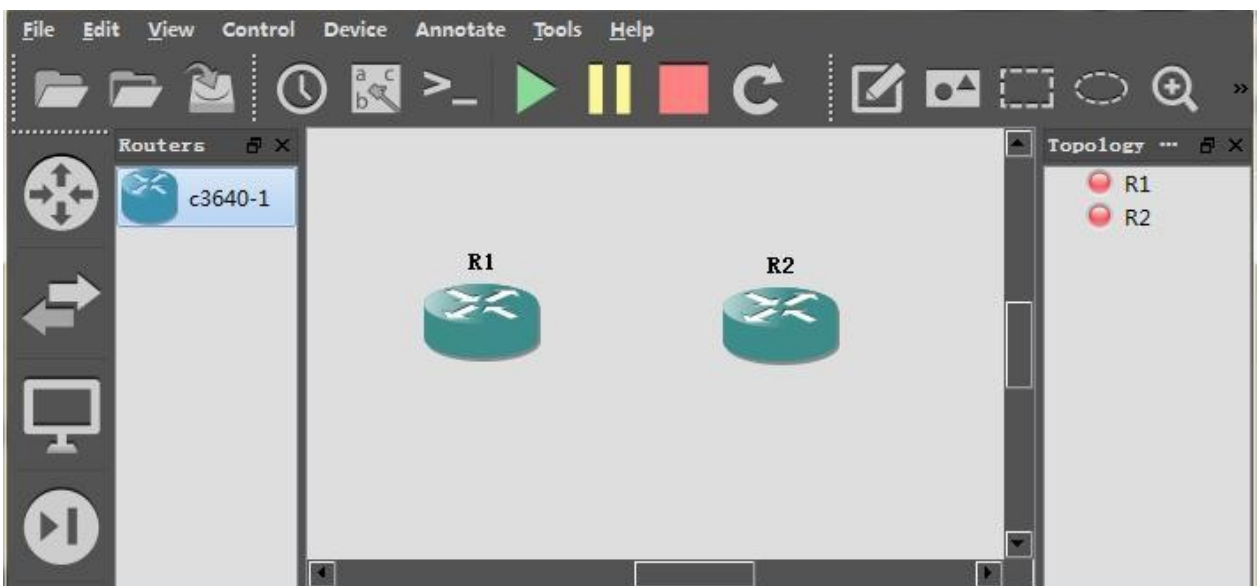 File Edit View Control Device Annotate Tools Help
a c
b
>_
»
Routers
Topology ...
c3640-1
R1
R2
R1
R2